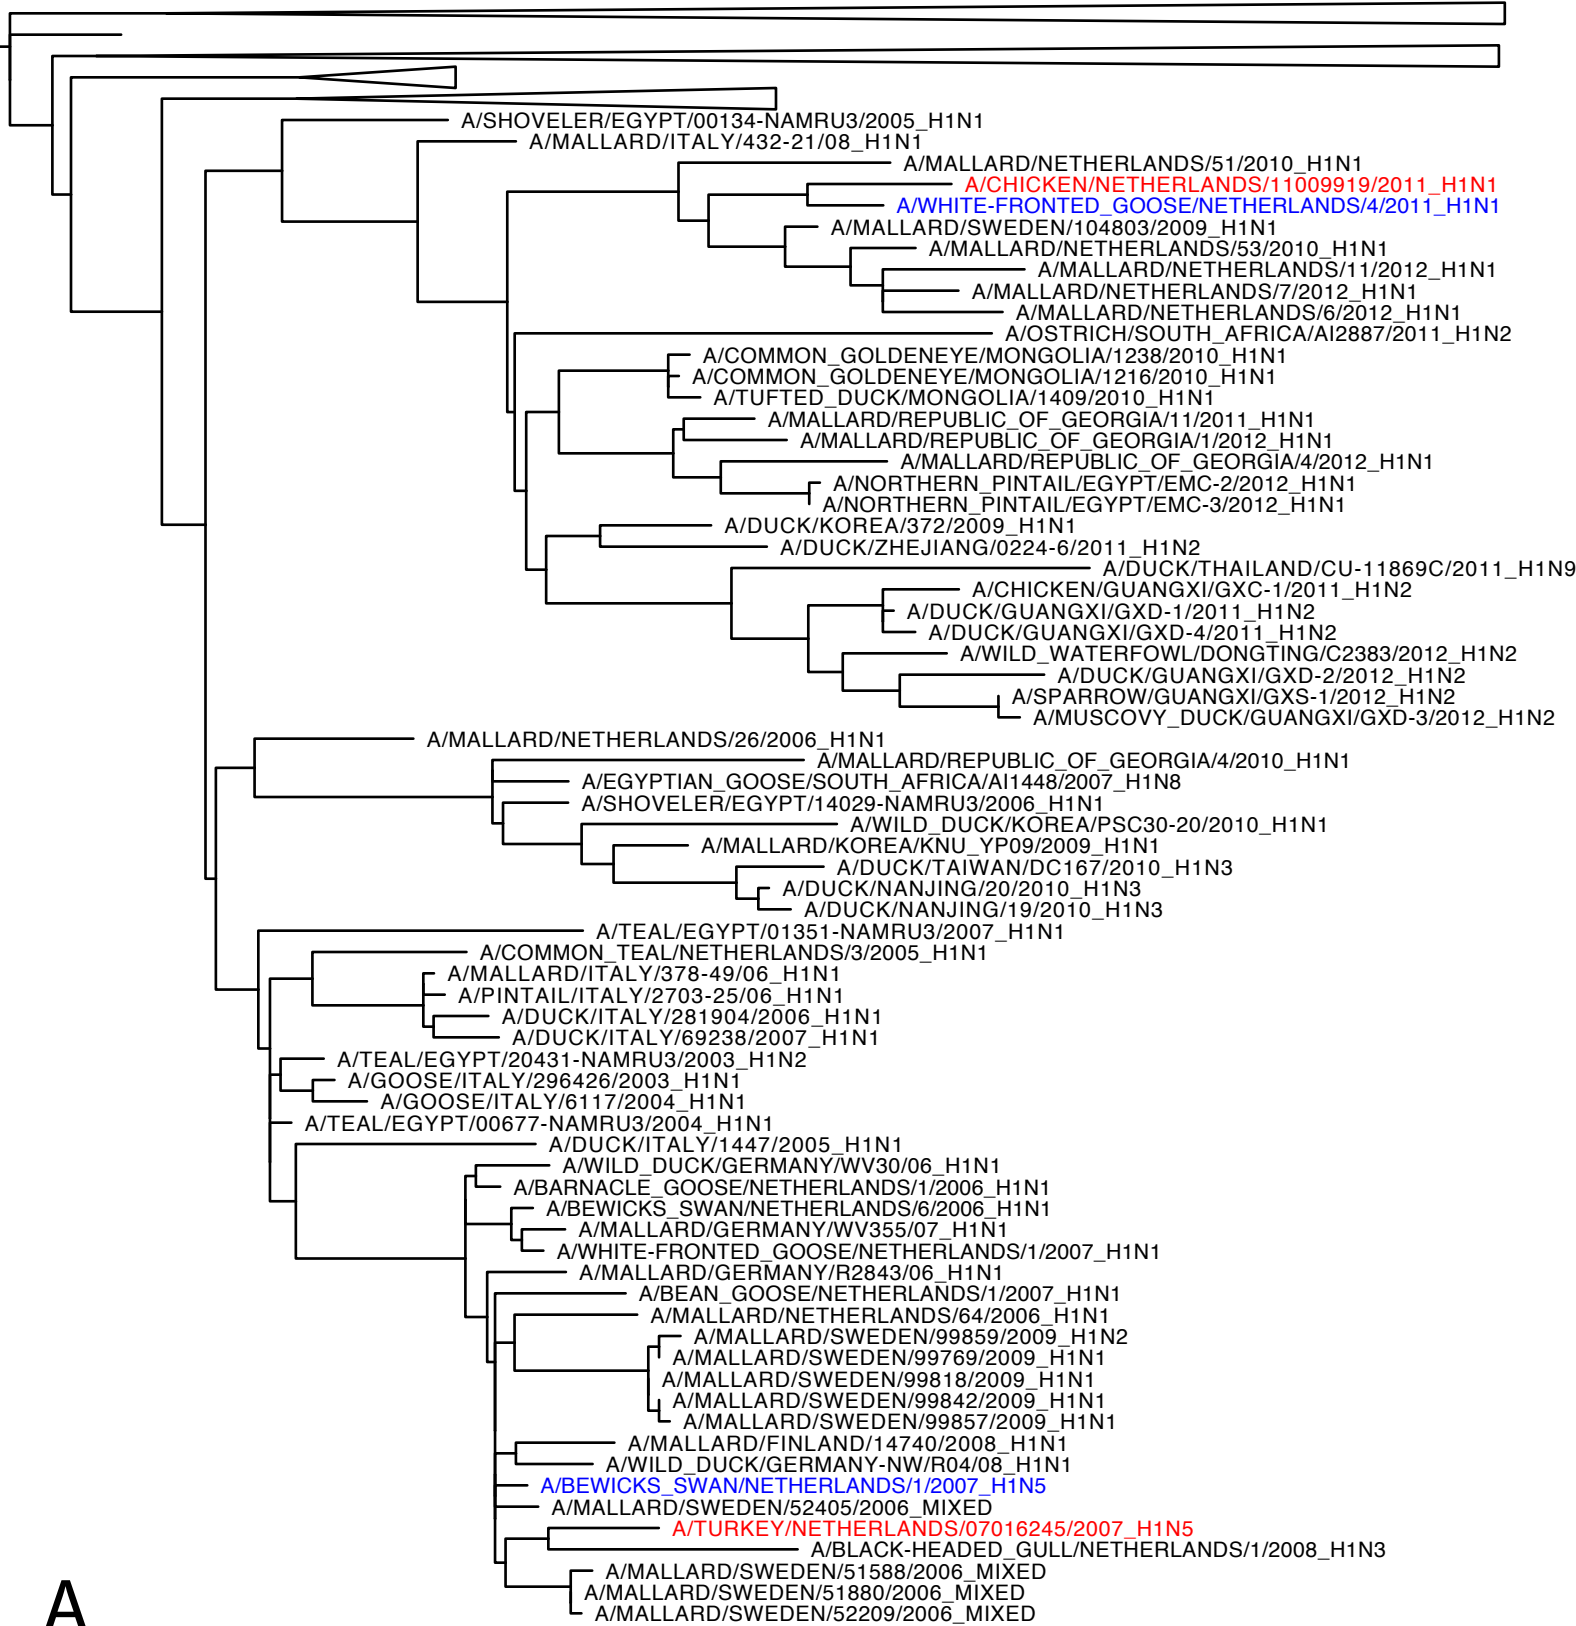 A/SHOVELER/EGYPT/00134-NAMRU3/2005_H1N1
A/MALLARD/ITALY/432-21/08_H1N1
A/MALLARD/NETHERLANDS/51/2010_H1N1
A/CHICKEN/NETHERLANDS/11009919/2011_H1N1
A/WHITE-FRONTED_GOOSE/NETHERLANDS/4/2011_H1N1
A/MALLARD/SWEDEN/104803/2009_H1N1
A/MALLARD/NETHERLANDS/53/2010_H1N1
A/MALLARD/NETHERLANDS/11/2012_H1N1
A/MALLARD/NETHERLANDS/7/2012_H1N1
A/MALLARD/NETHERLANDS/6/2012_H1N1
A/OSTRICH/SOUTH_AFRICA/AI2887/2011_H1N2
A/COMMON_GOLDENEYE/MONGOLIA/1238/2010_H1N1
A/COMMON_GOLDENEYE/MONGOLIA/1216/2010_H1N1
A/TUFTED_DUCK/MONGOLIA/1409/2010_H1N1
A/MALLARD/REPUBLIC_OF_GEORGIA/11/2011_H1N1
A/MALLARD/REPUBLIC_OF_GEORGIA/1/2012_H1N1
A/MALLARD/REPUBLIC_OF_GEORGIA/4/2012_H1N1
A/NORTHERN_PINTAIL/EGYPT/EMC-2/2012_H1N1
A/NORTHERN_PINTAIL/EGYPT/EMC-3/2012_H1N1
A/DUCK/KOREA/372/2009_H1N1
A/DUCK/ZHEJIANG/0224-6/2011_H1N2
A/DUCK/THAILAND/CU-11869C/2011_H1N9
A/CHICKEN/GUANGXI/GXC-1/2011_H1N2
A/DUCK/GUANGXI/GXD-1/2011_H1N2
A/DUCK/GUANGXI/GXD-4/2011_H1N2
A/WILD_WATERFOWL/DONGTING/C2383/2012_H1N2
A/DUCK/GUANGXI/GXD-2/2012_H1N2
A/SPARROW/GUANGXI/GXS-1/2012_H1N2
A/MUSCOVY_DUCK/GUANGXI/GXD-3/2012_H1N2
A/MALLARD/NETHERLANDS/26/2006_H1N1
A/MALLARD/REPUBLIC_OF_GEORGIA/4/2010_H1N1
A/EGYPTIAN_GOOSE/SOUTH_AFRICA/AI1448/2007_H1N8
A/SHOVELER/EGYPT/14029-NAMRU3/2006_H1N1
A/WILD_DUCK/KOREA/PSC30-20/2010_H1N1
A/MALLARD/KOREA/KNU_YP09/2009_H1N1
A/DUCK/TAIWAN/DC167/2010_H1N3
A/DUCK/NANJING/20/2010_H1N3
A/DUCK/NANJING/19/2010_H1N3
A/TEAL/EGYPT/01351-NAMRU3/2007_H1N1
A/COMMON_TEAL/NETHERLANDS/3/2005_H1N1
A/MALLARD/ITALY/378-49/06_H1N1
A/PINTAIL/ITALY/2703-25/06_H1N1
A/DUCK/ITALY/281904/2006_H1N1
A/DUCK/ITALY/69238/2007_H1N1
A/TEAL/EGYPT/20431-NAMRU3/2003_H1N2
A/GOOSE/ITALY/296426/2003_H1N1
A/GOOSE/ITALY/6117/2004_H1N1
A/TEAL/EGYPT/00677-NAMRU3/2004_H1N1
A/DUCK/ITALY/1447/2005_H1N1
A/WILD_DUCK/GERMANY/WV30/06_H1N1
A/BARNACLE_GOOSE/NETHERLANDS/1/2006_H1N1
A/BEWICKS_SWAN/NETHERLANDS/6/2006_H1N1
A/MALLARD/GERMANY/WV355/07_H1N1
A/WHITE-FRONTED_GOOSE/NETHERLANDS/1/2007_H1N1
A/MALLARD/GERMANY/R2843/06_H1N1
A/BEAN_GOOSE/NETHERLANDS/1/2007_H1N1
A/MALLARD/NETHERLANDS/64/2006_H1N1
A/MALLARD/SWEDEN/99859/2009_H1N2
A/MALLARD/SWEDEN/99769/2009_H1N1
A/MALLARD/SWEDEN/99818/2009_H1N1
A/MALLARD/SWEDEN/99842/2009_H1N1
A/MALLARD/SWEDEN/99857/2009_H1N1
A/MALLARD/FINLAND/14740/2008_H1N1
A/WILD_DUCK/GERMANY-NW/R04/08_H1N1
A/BEWICKS_SWAN/NETHERLANDS/1/2007_H1N5
A/MALLARD/SWEDEN/52405/2006_MIXED
A/TURKEY/NETHERLANDS/07016245/2007_H1N5
A/BLACK-HEADED_GULL/NETHERLANDS/1/2008_H1N3
A/MALLARD/SWEDEN/51588/2006_MIXED
A/MALLARD/SWEDEN/51880/2006_MIXED
A/MALLARD/SWEDEN/52209/2006_MIXED
A